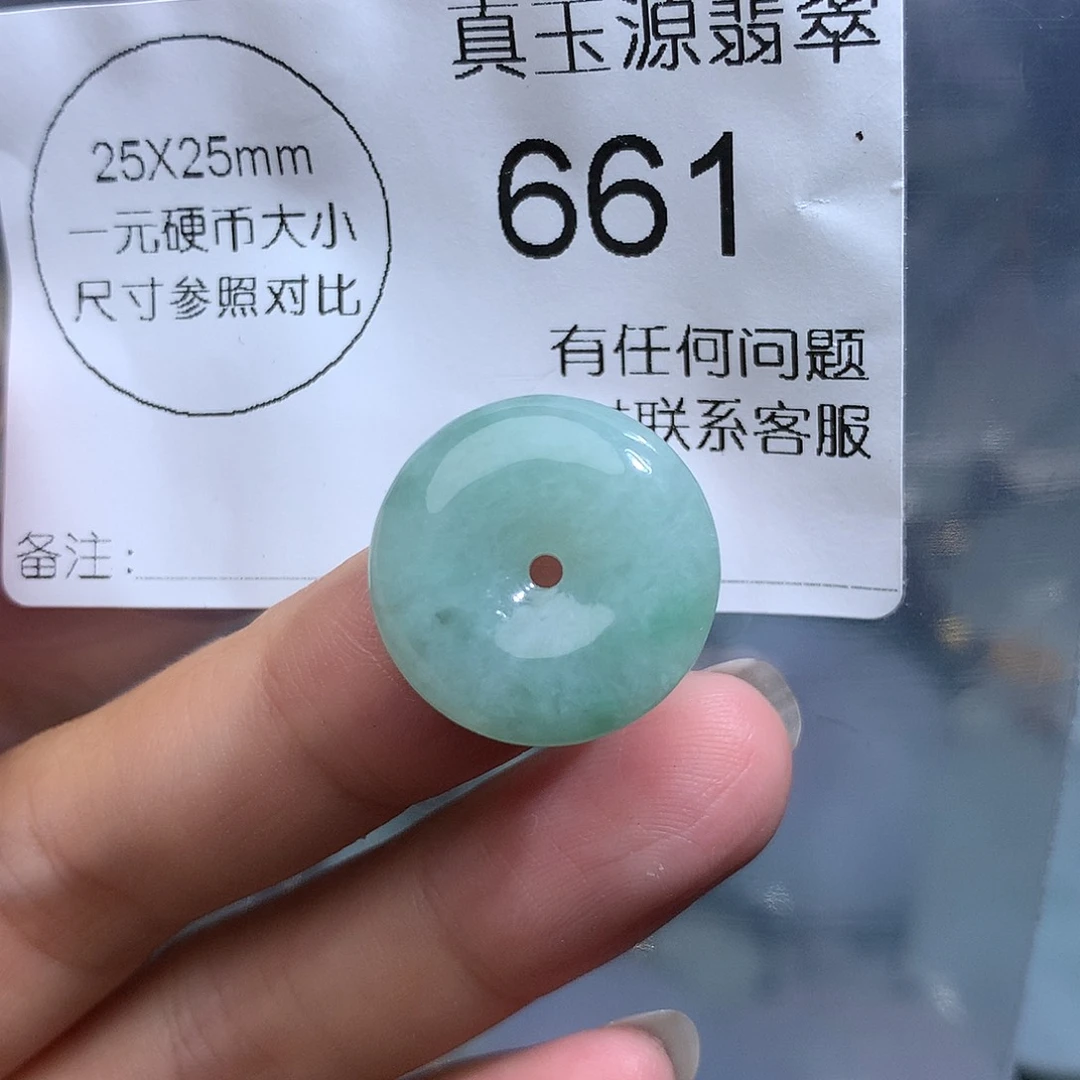 真玉源翡翠
25X25mm
一元硬币大小
尺寸参照对比
661
有任何问题
联系客服
备注: